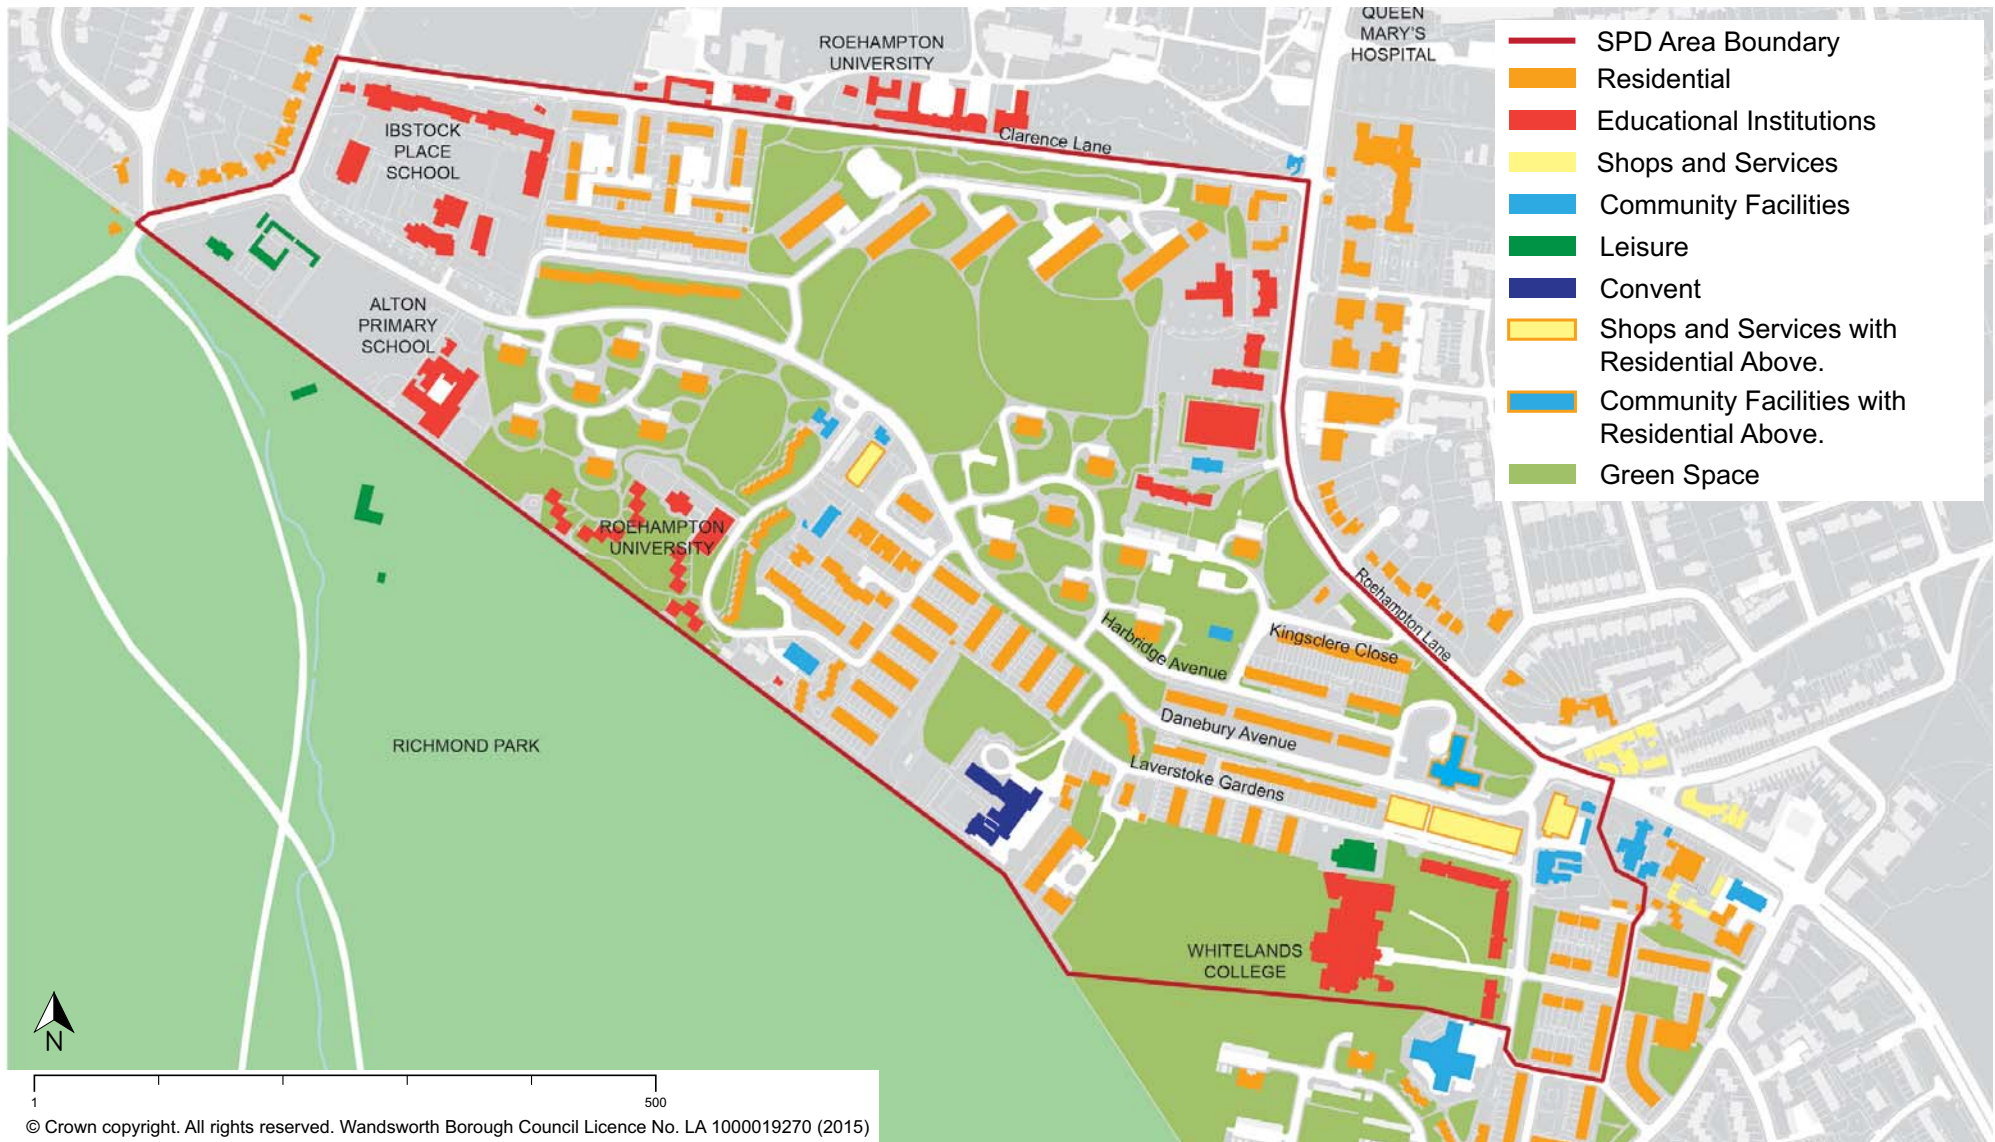 QUEEN
MARY'S
HOSPITAL
ROEHAMPTON
UNIVERSITY
Clarence Lane
IBSTOCK
PLACE
SCHOOL
ALTON
PRIMARY
SCHOOL
ROEHAMPTON
UNIVERSITY
Roehampton Lane
Kingsclere Close
Harbridge Avenue
Danebury Avenue
Laverstoke Gardens
RICHMOND PARK
WHITELANDS
COLLEGE
SPD Area Boundary
Residential
Educational Institutions
Shops and Services
Community Facilities
Leisure
Convent
Shops and Services with
Residential Above.
Community Facilities with
Residential Above.
Green Space
N
1 500
© Crown copyright. All rights reserved. Wandsworth Borough Council Licence No. LA 1000019270 (2015)